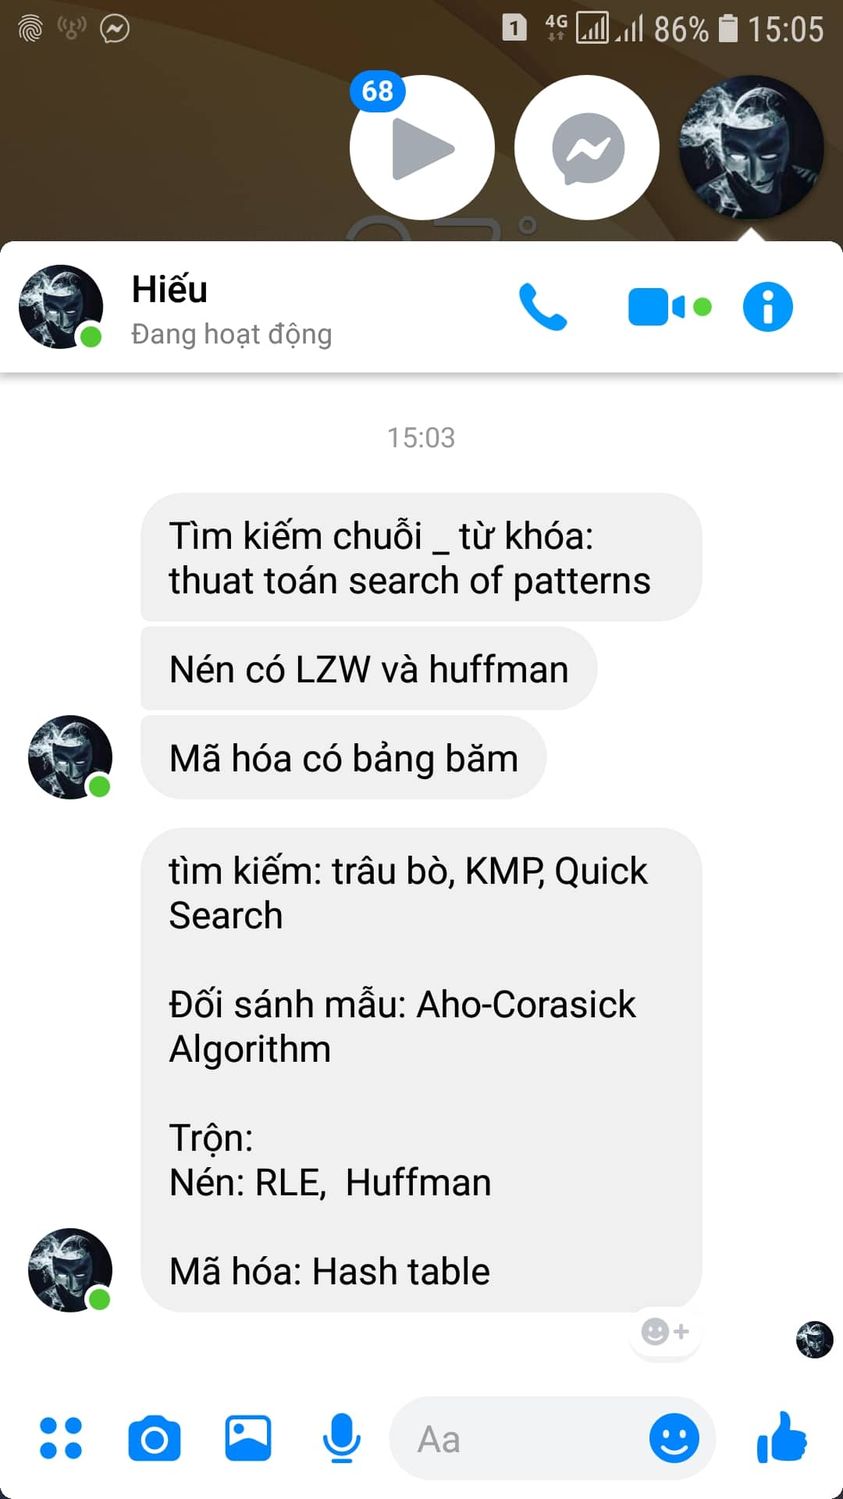 1 4G 86% 15:05
68
Hiếu
Đang hoạt động
15:03
Tìm kiếm chuỗi _ từ khóa:
thuat toán search of patterns
Nén có LZW và huffman
Mã hóa có bảng băm
tìm kiếm: trâu bò, KMP, Quick
Search
Đối sánh mẫu: Aho-Corasick
Algorithm
Trộn:
Nén: RLE,  Huffman
Mã hóa: Hash table
Aa